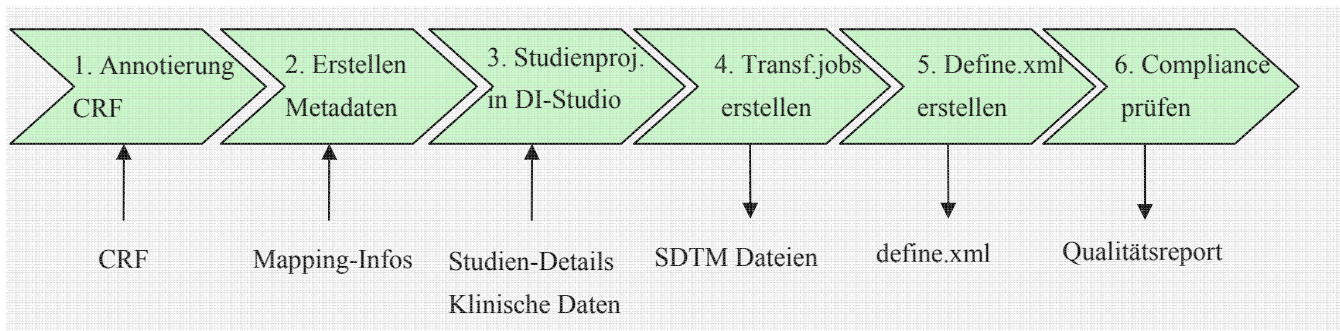 1. Annotierung
CRF
2. Erstellen
Metadaten
3. Studienproj.
in DI-Studio
4. Transf.jobs
erstellen
5. Define.xml
erstellen
6. Compliance
prüfen
CRF
Mapping-Infos
Studien-Details
Klinische Daten
SDTM Dateien
define.xml
Qualitätsreport